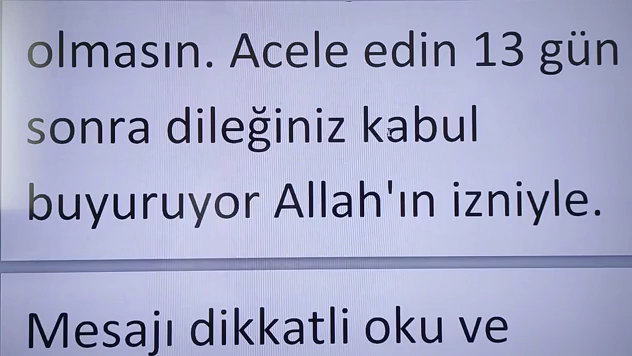 olmasın. Acele edin 13 gün
sonra dileğiniz kabul
buyuruyor Allah'ın izniyle.
Mesajı dikkatli oku ve